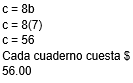 c = 8b
c = 8(7)
c = 56
Cada cuaderno cuesta $
56.00